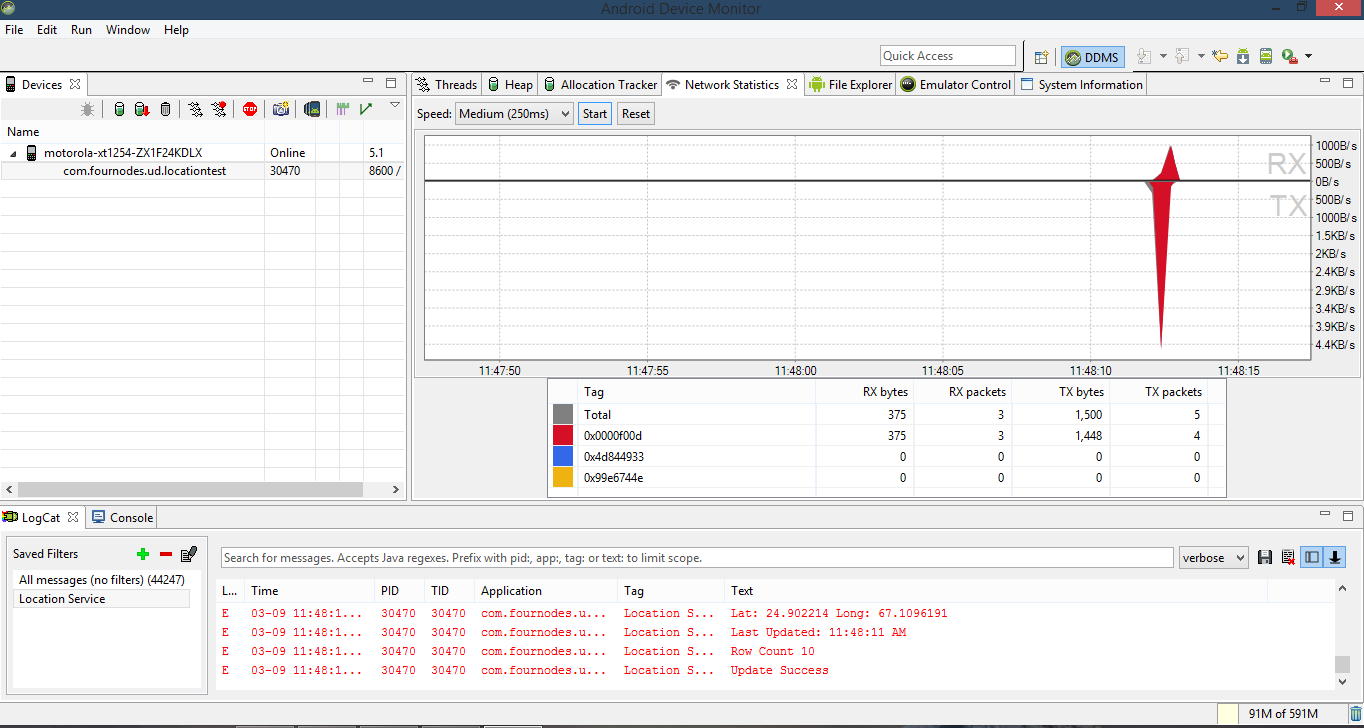 Android Device Monitor
File Edit Run Window Help
Quick Access
DDMS
Devices
Threads Heap Allocation Tracker Network Statistics File Explorer Emulator Control System Information
Speed: Medium (250ms) Start Reset
Name
motorola-xt1254-ZX1F24KDLX Online 5.1
com.fournodes.ud.locationtest 30470 8600 /
RX
TX
1000B/s
500B/s
0B/s
500B/s
1000B/s
1.5KB/s
2KB/s
2.4KB/s
2.9KB/s
3.4KB/s
3.9KB/s
4.4KB/s
11:47:50 11:47:55 11:48:00 11:48:05 11:48:10 11:48:15
Tag RX bytes RX packets TX bytes TX packets
Total 375 3 1,500 5
0x0000f00d 375 3 1,448 4
0x4d844933 0 0 0 0
0x99e6744e 0 0 0 0
LogCat Console
Saved Filters
All messages (no filters) (44247)
Location Service
Search for messages. Accepts Java regexes. Prefix with pid:, app:, tag: or text: to limit scope.
verbose
L... Time PID TID Application Tag Text
E 03-09 11:48:1... 30470 30470 com.fournodes.u... Location S... Lat: 24.902214 Long: 67.1096191
E 03-09 11:48:1... 30470 30470 com.fournodes.u... Location S... Last Updated: 11:48:11 AM
E 03-09 11:48:1... 30470 30470 com.fournodes.u... Location S... Row Count 10
E 03-09 11:48:1... 30470 30470 com.fournodes.u... Location S... Update Success
91M of 591M